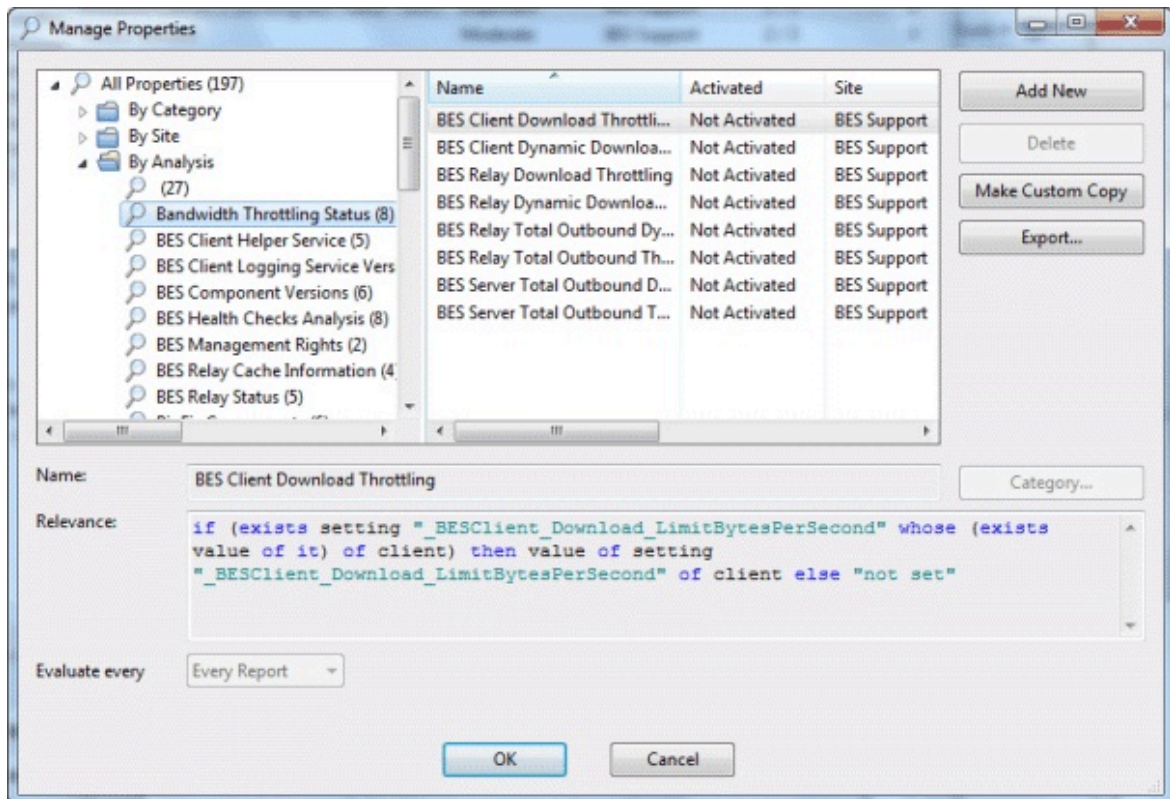 Manage Properties
All Properties (197)
By Category
By Site
By Analysis
(27)
Bandwidth Throttling Status (8)
BES Client Helper Service (5)
BES Client Logging Service Vers
BES Component Versions (6)
BES Health Checks Analysis (8)
BES Management Rights (2)
BES Relay Cache Information (4
BES Relay Status (5)
Name Activated Site
BES Client Download Throttli... Not Activated BES Support
BES Client Dynamic Downloa... Not Activated BES Support
BES Relay Download Throttling Not Activated BES Support
BES Relay Dynamic Downloa... Not Activated BES Support
BES Relay Total Outbound Dy... Not Activated BES Support
BES Relay Total Outbound Th... Not Activated BES Support
BES Server Total Outbound D... Not Activated BES Support
BES Server Total Outbound T... Not Activated BES Support
Add New
Delete
Make Custom Copy
Export...
Name: BES Client Download Throttling
Category...
Relevance: if (exists setting "_BESClient_Download_LimitBytesPerSecond" whose (exists
value of it) of client) then value of setting
"_BESClient_Download_LimitBytesPerSecond" of client else "not set"
Evaluate every Every Report
OK Cancel